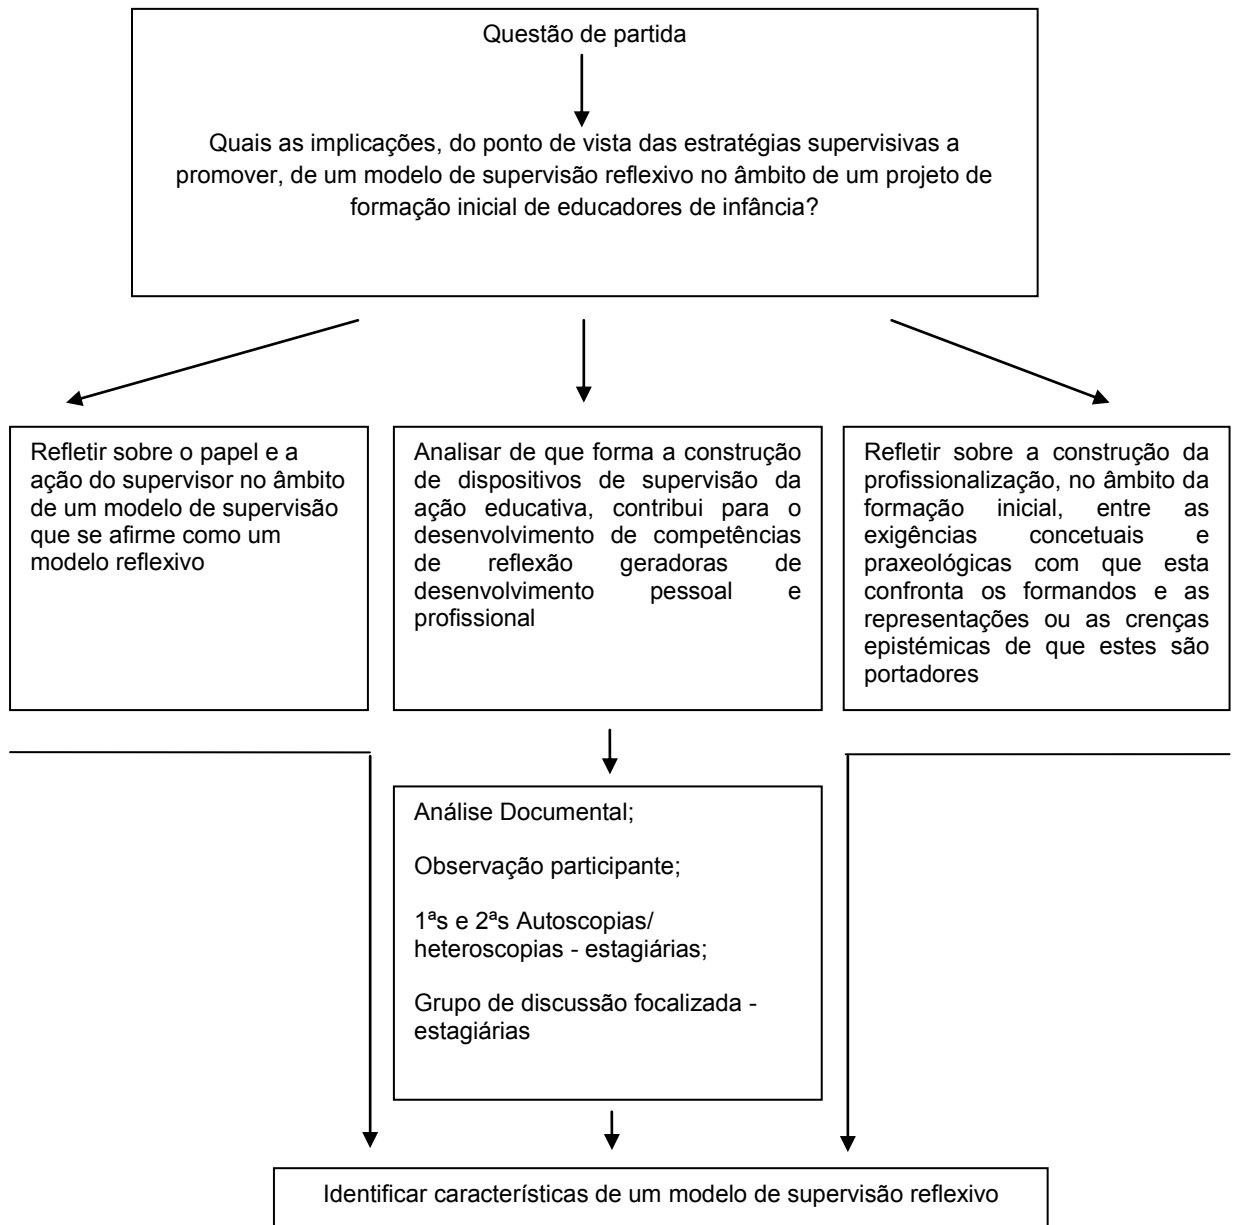 Questão de partida
Quais as implicações, do ponto de vista das estratégias supervisivas a
promover, de um modelo de supervisão reflexivo no âmbito de um projeto de
formação inicial de educadores de infância?
Refletir sobre o papel e a
ação do supervisor no âmbito
de um modelo de supervisão
que se afirme como um
modelo reflexivo
Analisar de que forma a construção
de dispositivos de supervisão da
ação educativa, contribui para o
desenvolvimento de competências
de reflexão geradoras de
desenvolvimento pessoal e
profissional
Refletir sobre a construção da
profissionalização, no âmbito da
formação inicial, entre as
exigências concetuais e
praxeológicas com que esta
confronta os formandos e as
representações ou as crenças
epistémicas de que estes são
portadores
Análise Documental;
Observação participante;
1ªs e 2ªs Autoscopias/
heteroscopias - estagiárias;
Grupo de discussão focalizada -
estagiárias
Identificar características de um modelo de supervisão reflexivo